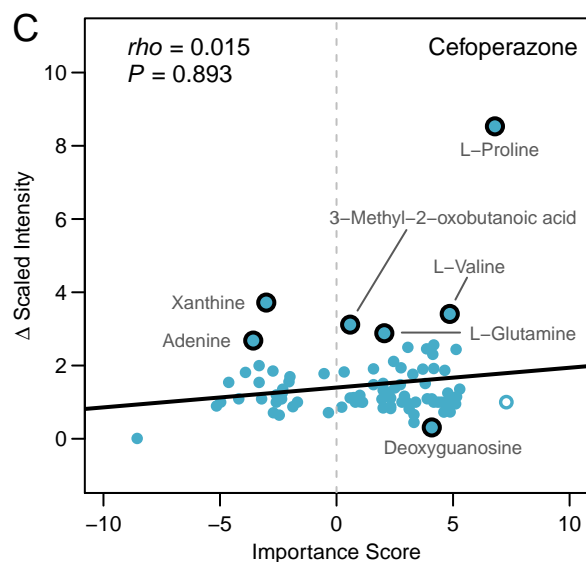 C
rho = 0.015
P = 0.893
Cefoperazone
L−Proline
3−Methyl−2−oxobutanoic acid
L−Valine
Xanthine
L−Glutamine
Adenine
Deoxyguanosine
Δ Scaled Intensity
10
8
6
4
2
0
−10 −5 0 5 10
Importance Score